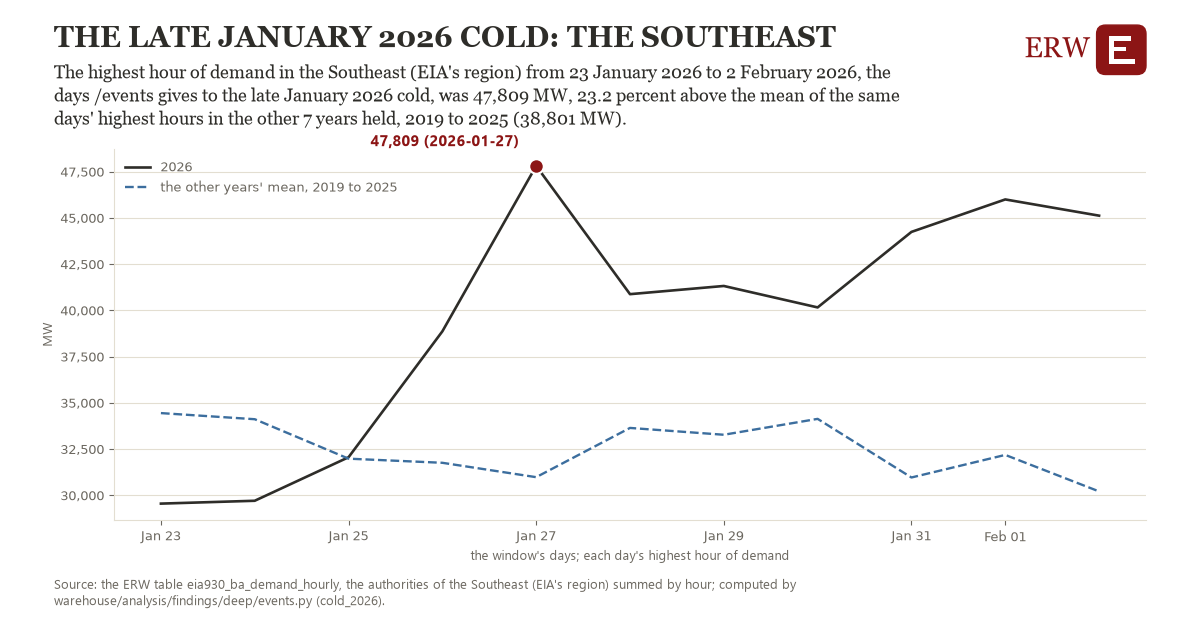 THE LATE JANUARY 2026 COLD: THE SOUTHEAST
ERW E
The highest hour of demand in the Southeast (EIA's region) from 23 January 2026 to 2 February 2026, the
days /events gives to the late January 2026 cold, was 47,809 MW, 23.2 percent above the mean of the same
days' highest hours in the other 7 years held, 2019 to 2025 (38,801 MW).
47,809 (2026-01-27)
2026
the other years' mean, 2019 to 2025
47,500
45,000
42,500
40,000
37,500
35,000
32,500
30,000
MW
Jan 23 Jan 25 Jan 27 Jan 29 Jan 31 Feb 01
the window's days; each day's highest hour of demand
Source: the ERW table eia930_ba_demand_hourly, the authorities of the Southeast (EIA's region) summed by hour; computed by
warehouse/analysis/findings/deep/events.py (cold_2026).